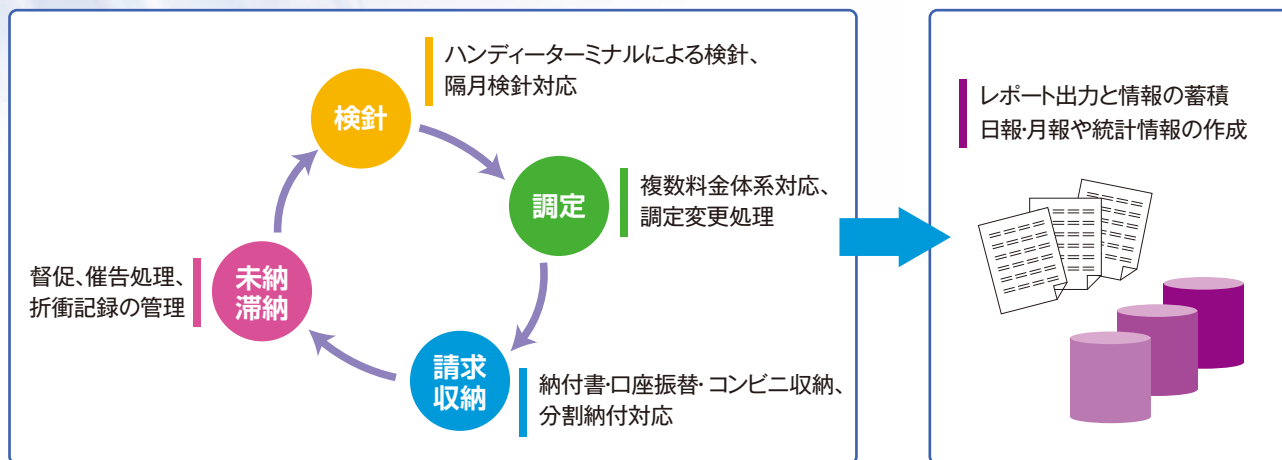 ハンディーターミナルによる検針、
隔月検針対応
検針
複数料金体系対応、
調定変更処理
調定
納付書・口座振替・コンビニ収納、
分割納付対応
請求
収納
督促、催告処理、
折衝記録の管理
未納
滞納
レポート出力と情報の蓄積
日報・月報や統計情報の作成